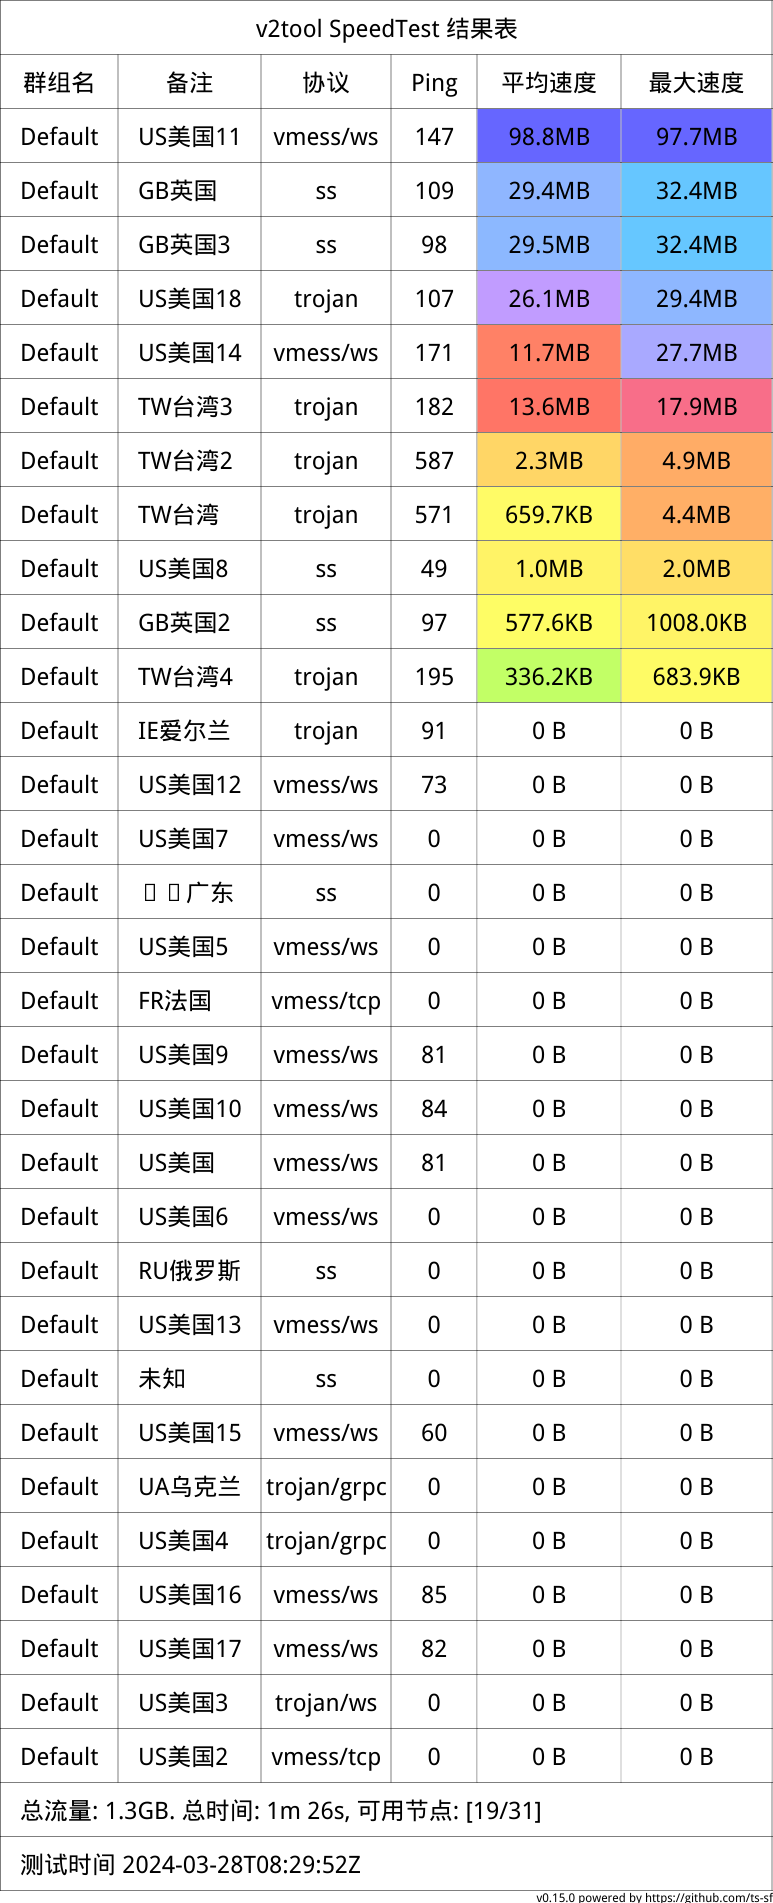 v2tool SpeedTest 结果表
群组名 备注 协议 Ping 平均速度 最大速度
Default US美国11 vmess/ws 147 98.8MB 97.7MB
Default GB英国 ss 109 29.4MB 32.4MB
Default GB英国3 ss 98 29.5MB 32.4MB
Default US美国18 trojan 107 26.1MB 29.4MB
Default US美国14 vmess/ws 171 11.7MB 27.7MB
Default TW台湾3 trojan 182 13.6MB 17.9MB
Default TW台湾2 trojan 587 2.3MB 4.9MB
Default TW台湾 trojan 571 659.7KB 4.4MB
Default US美国8 ss 49 1.0MB 2.0MB
Default GB英国2 ss 97 577.6KB 1008.0KB
Default TW台湾4 trojan 195 336.2KB 683.9KB
Default IE爱尔兰 trojan 91 0 B 0 B
Default US美国12 vmess/ws 73 0 B 0 B
Default US美国7 vmess/ws 0 0 B 0 B
Default 广东 ss 0 0 B 0 B
Default US美国5 vmess/ws 0 0 B 0 B
Default FR法国 vmess/tcp 0 0 B 0 B
Default US美国9 vmess/ws 81 0 B 0 B
Default US美国10 vmess/ws 84 0 B 0 B
Default US美国 vmess/ws 81 0 B 0 B
Default US美国6 vmess/ws 0 0 B 0 B
Default RU俄罗斯 ss 0 0 B 0 B
Default US美国13 vmess/ws 0 0 B 0 B
Default 未知 ss 0 0 B 0 B
Default US美国15 vmess/ws 60 0 B 0 B
Default UA乌克兰 trojan/grpc 0 0 B 0 B
Default US美国4 trojan/grpc 0 0 B 0 B
Default US美国16 vmess/ws 85 0 B 0 B
Default US美国17 vmess/ws 82 0 B 0 B
Default US美国3 trojan/ws 0 0 B 0 B
Default US美国2 vmess/tcp 0 0 B 0 B
总流量: 1.3GB. 总时间: 1m 26s, 可用节点: [19/31]
测试时间 2024-03-28T08:29:52Z
v0.15.0 powered by https://github.com/ts-sf